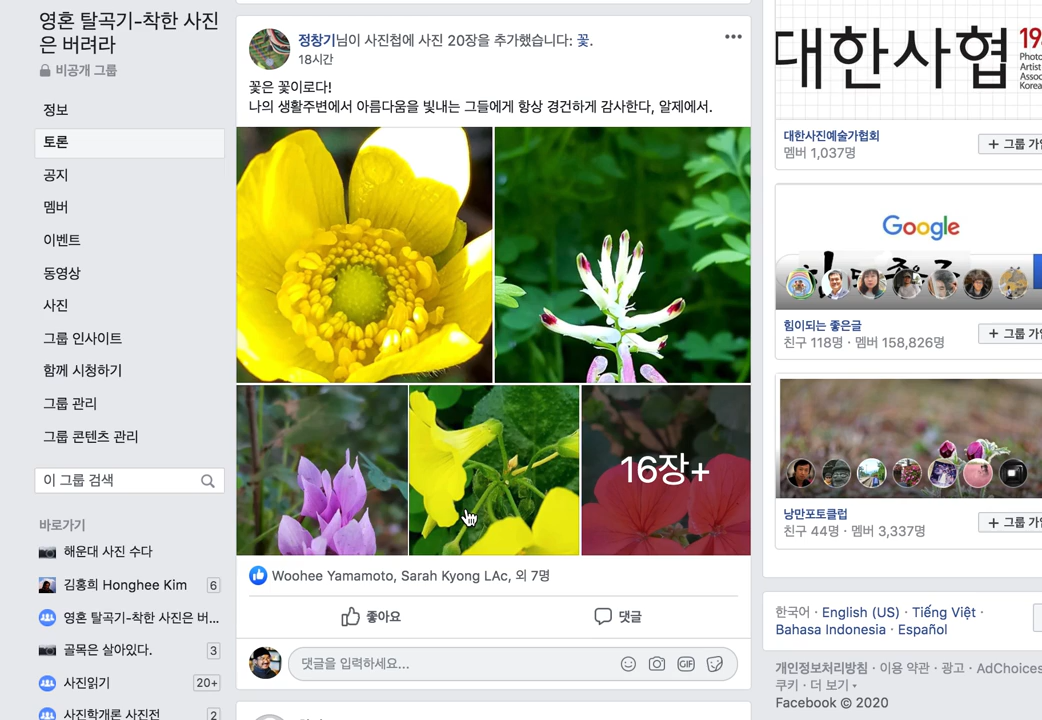 영혼 탈곡기-착한 사진
은 버려라
비공개 그룹
정보
토론
공지
멤버
이벤트
동영상
사진
그룹 인사이트
함께 시청하기
그룹 관리
그룹 콘텐츠 관리
이 그룹 검색
바로가기
해운대 사진 수다
김홍희 Honghee Kim 6
영혼 탈곡기-착한 사진은 버...
골목은 살아있다. 3
사진읽기 20+
사진학개론 사진전 2
정창기님이 사진첩에 사진 20장을 추가했습니다: 꽃.
18시간
꽃은 꽃이로다!
나의 생활주변에서 아름다움을 빛내는 그들에게 항상 경건하게 감사한다, 알제에서.
16장+
Woohee Yamamoto, Sarah Kyong LAc, 외 7명
좋아요 댓글
댓글을 입력하세요...
GIF
대한사협 19
Photo
Artist
Assoc
Korea
대한사진예술가협회
멤버 1,037명
+ 그룹 가입
Google
힘이되는 좋은글
친구 118명 · 멤버 158,826명
+ 그룹 가입
낭만포토클럽
친구 44명 · 멤버 3,337명
+ 그룹 가입
한국어 · English (US) · Tiếng Việt ·
Bahasa Indonesia · Español
개인정보처리방침 · 이용 약관 · 광고 · AdChoices
쿠키 · 더 보기
Facebook © 2020